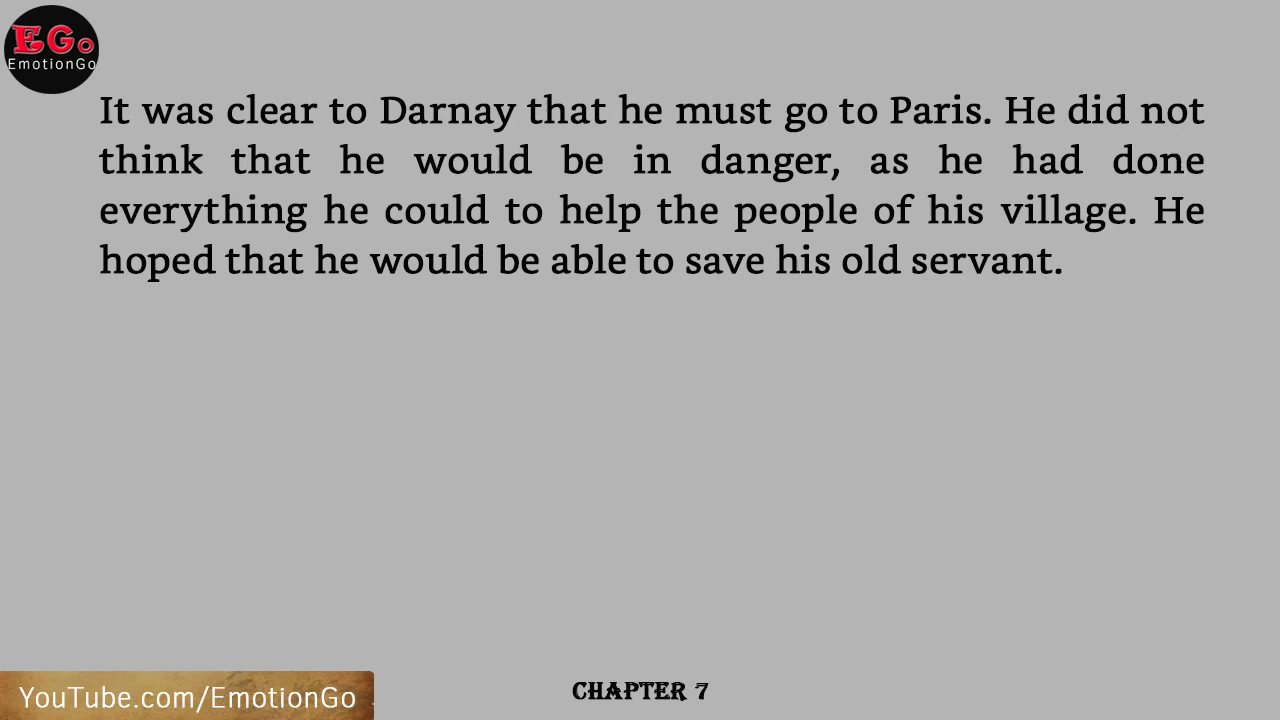 EGo
EmotionGo
It was clear to Darnay that he must go to Paris. He did not
think that he would be in danger, as he had done
everything he could to help the people of his village. He
hoped that he would be able to save his old servant.
YouTube.com/EmotionGo
CHAPTER 7